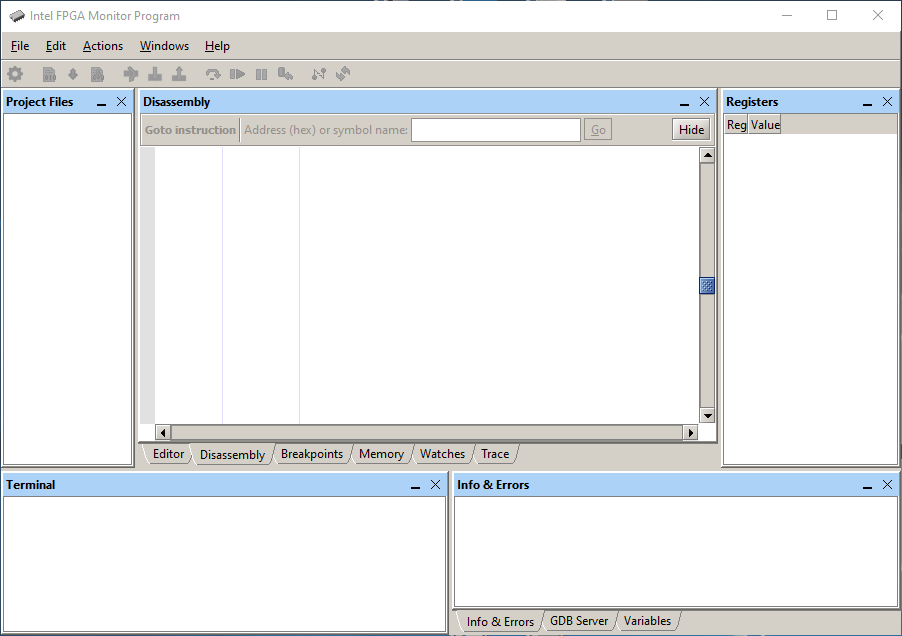 Intel FPGA Monitor Program
File Edit Actions Windows Help
Project Files
Disassembly
Registers
Goto instruction Address (hex) or symbol name: Go Hide
Reg Value
Editor Disassembly Breakpoints Memory Watches Trace
Terminal
Info & Errors
Info & Errors GDB Server Variables